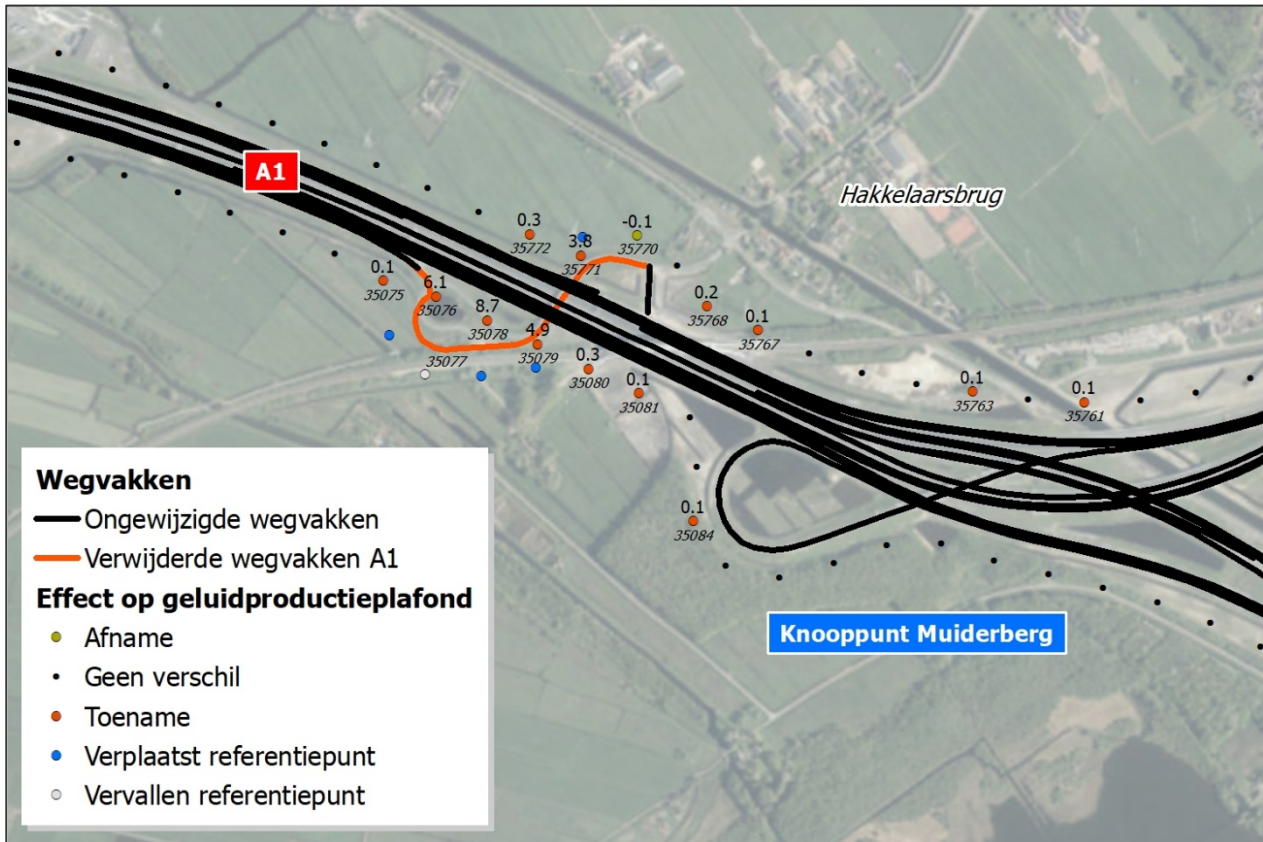 A1
Hakkelaarsbrug
0.3
35772
3.8
35771
-0.1
35770
0.1
35075
6.1
35076
8.7
35078
35077
4.9
35079
0.3
35080
0.1
35081
0.2
35768
0.1
35767
0.1
35763
0.1
35761
0.1
35084
Knooppunt Muiderberg
Wegvakken
Ongewijzigde wegvakken
Verwijderde wegvakken A1
Effect op geluidproductieplafond
Afname
Geen verschil
Toename
Verplaatst referentiepunt
Vervallen referentiepunt